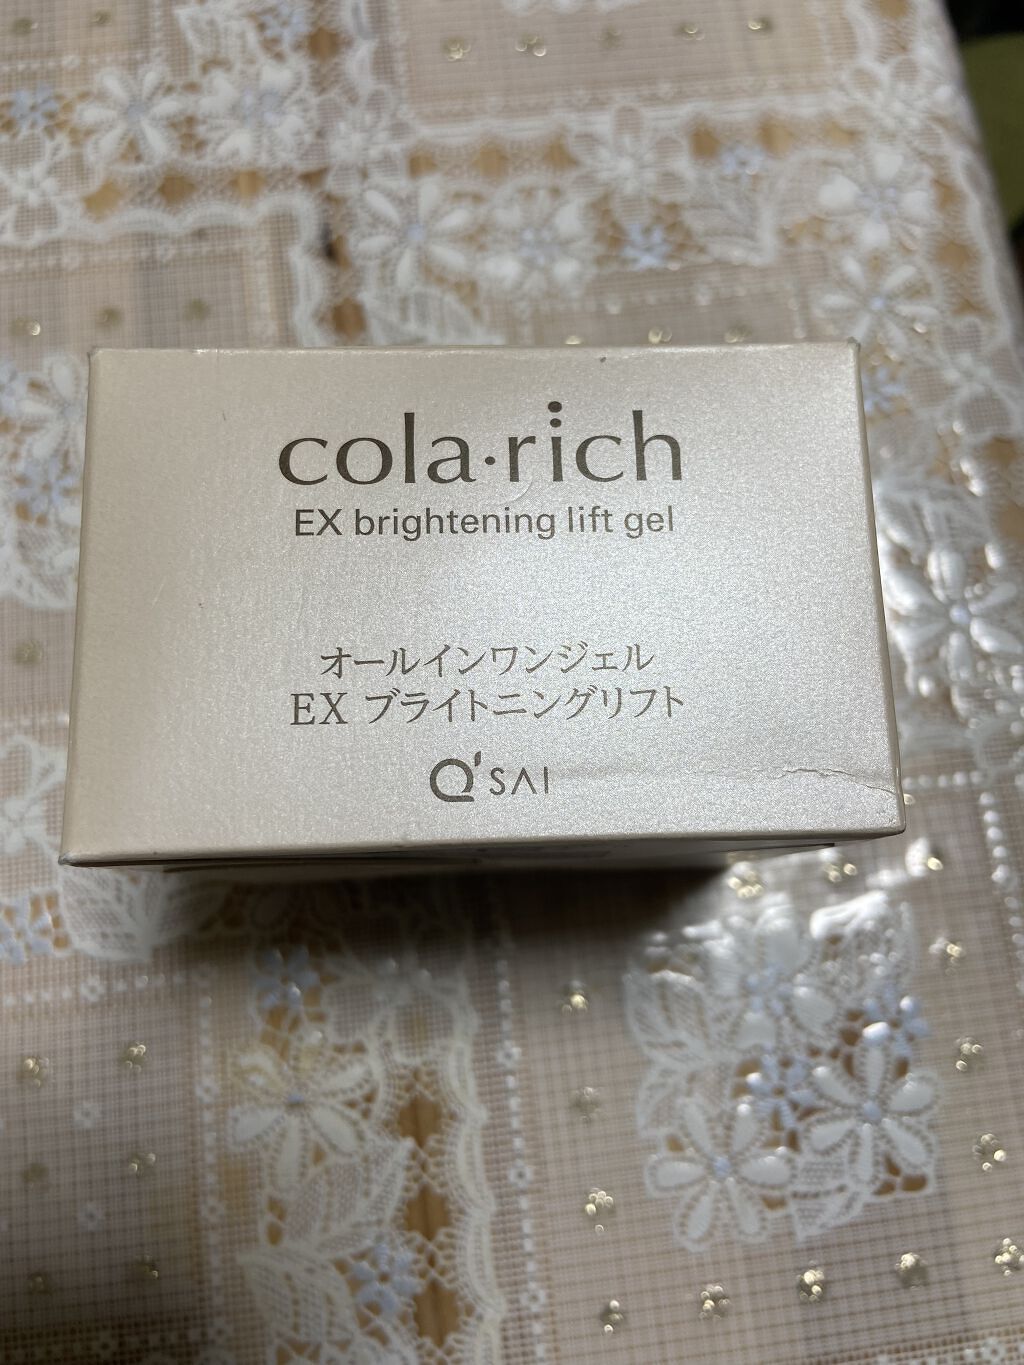 cola·rich
EX brightening lift gel
オールインワンジェル
EX ブライトニングリフト
Q'SAI